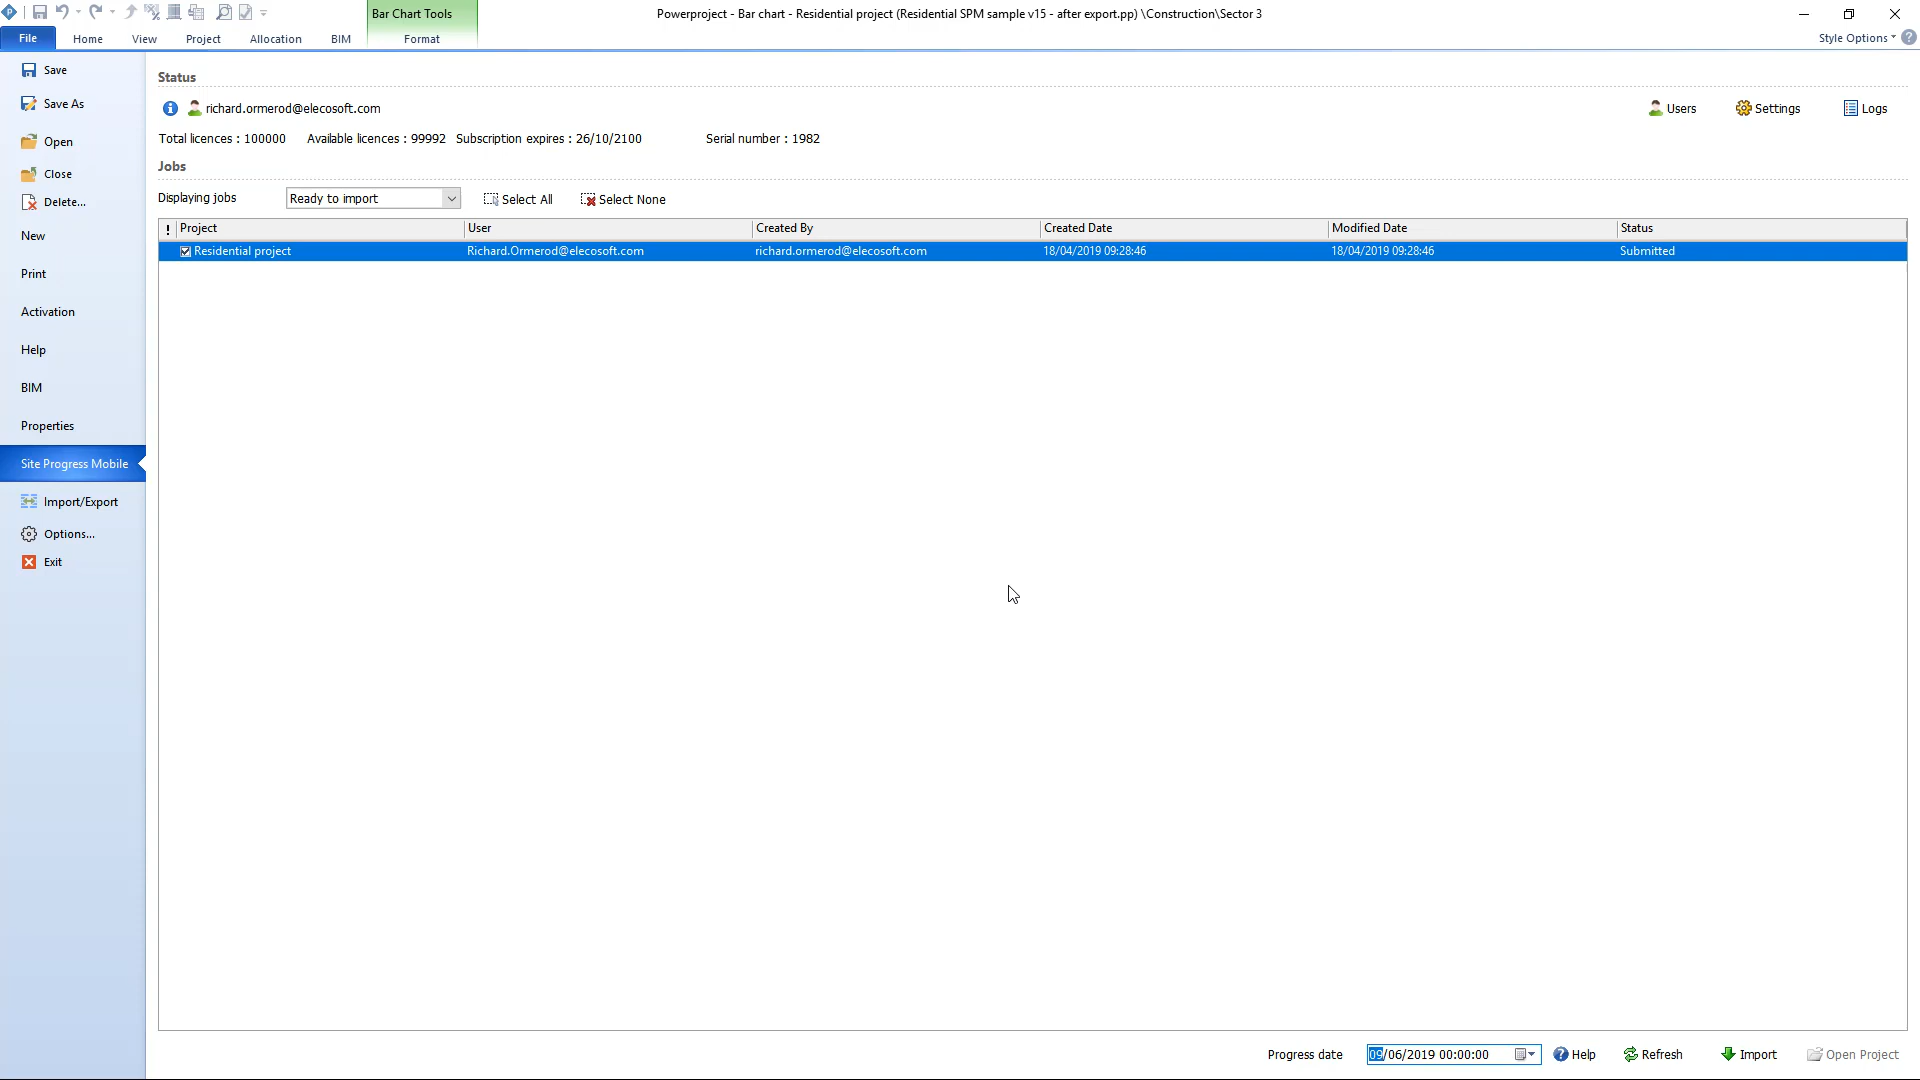 Bar Chart Tools
Powerproject - Bar chart - Residential project (Residential SPM sample v15 - after export.pp) \Construction\Sector 3
File Home View Project Allocation BIM Format Style Options
Save
Save As
Open
Close
Delete...
New
Print
Activation
Help
BIM
Properties
Site Progress Mobile
Import/Export
Options...
Exit
Status
richard.ormerod@elecosoft.com Users Settings Logs
Total licences : 100000 Available licences : 99992 Subscription expires : 26/10/2100 Serial number : 1982
Jobs
Displaying jobs Ready to import Select All Select None
! Project User Created By Created Date Modified Date Status
Residential project Richard.Ormerod@elecosoft.com richard.ormerod@elecosoft.com 18/04/2019 09:28:46 18/04/2019 09:28:46 Submitted
Progress date 09/06/2019 00:00:00 Help Refresh Import Open Project